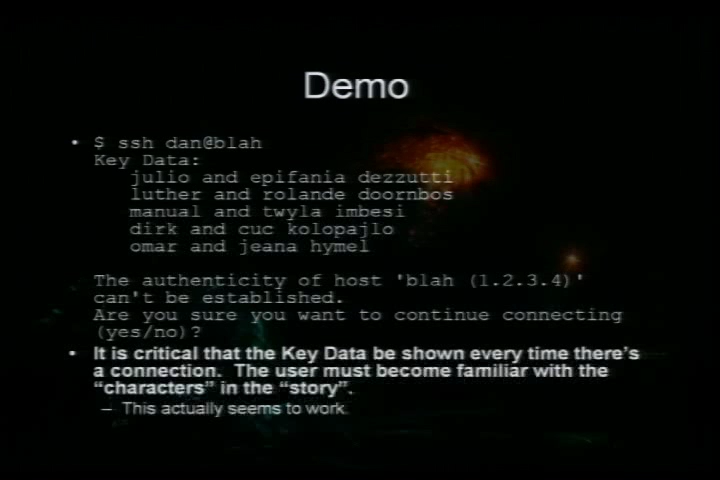 Demo
• $ ssh dan@blah
Key Data:
julio and epifania dezzutti
luther and rolande doornbos
manual and twyla imbesi
dirk and cuc kolopajlo
omar and jeana hymel
The authenticity of host 'blah (1.2.3.4)'
can't be established.
Are you sure you want to continue connecting
(yes/no)?
• It is critical that the Key Data be shown every time there's
a connection. The user must become familiar with the
“characters” in the “story”.
– This actually seems to work.